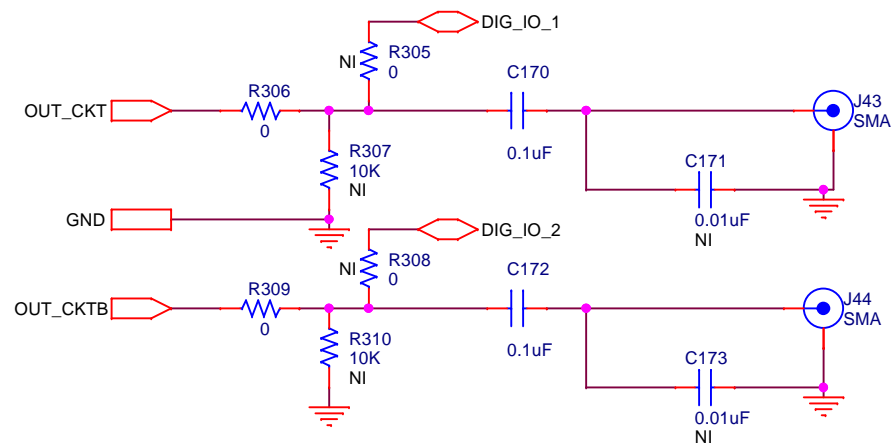 DIG_IO_1
NI
R305
0
C170
R306
OUT_CKT
0
J43
SMA
R307
10K
NI
0.1uF
C171
0.01uF
NI
GND
DIG_IO_2
NI
R308
0
C172
R309
OUT_CKTB
0
J44
SMA
R310
10K
NI
0.1uF
C173
0.01uF
NI